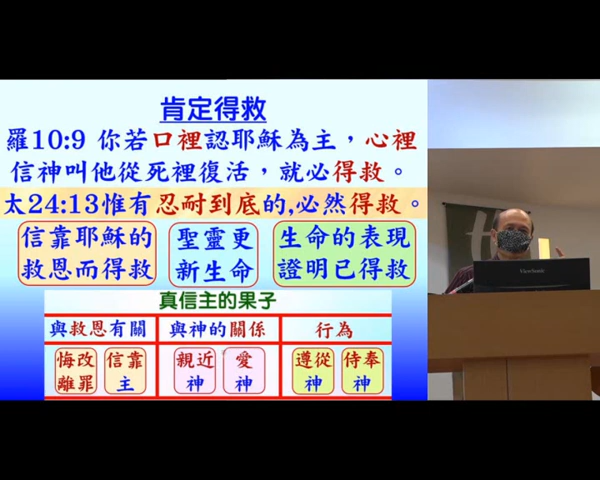 肯定得救
羅10:9 你若口裡認耶穌為主，心裡
信神叫他從死裡復活，就必得救。
太24:13惟有忍耐到底的,必然得救。
信靠耶穌的
救恩而得救
聖靈更
新生命
生命的表現
證明已得救
真信主的果子
與救恩有關
與神的關係
行為
悔改
離罪
信靠
主
親近
神
愛
神
遵從
神
侍奉
神
ViewSonic